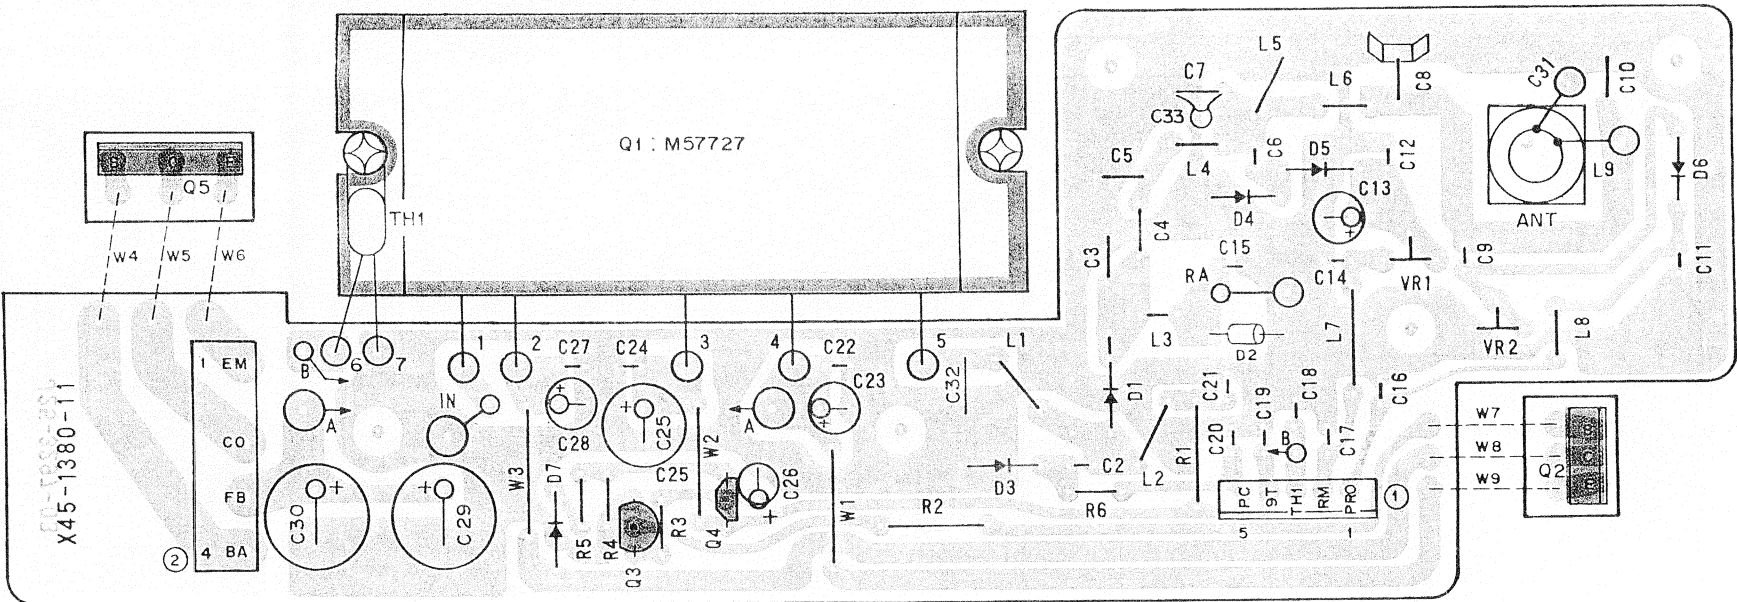 L5
C7
L6
C8
C31
C10
C33
Q1 : M57727
C5
L4
C6
D5
C12
L9
D6
B C E
Q5
C13
TH1
D4
ANT
C4
W4
W5
W6
C3
C15
C9
C11
RA
C14
VR1
L3
D2
L7
VR2
L8
1 EM
B
6
7
1
2
C27
C24
3
4
C22
5
L1
C32
D1
C21
C19
C18
C16
A
IN
C28
C25
W2
A
C23
X45-1380-11
CO
W3
D7
C25
C26
W1
D3
C2
L2
R1
C20
B
C17
W7
W8
W9
B
C
E
Q2
FB
C30
+
C29
+
R5
R4
Q3
R3
Q4
R2
R6
PC
9T
TH1
RM
PRO
1
5
1
2
4 BA